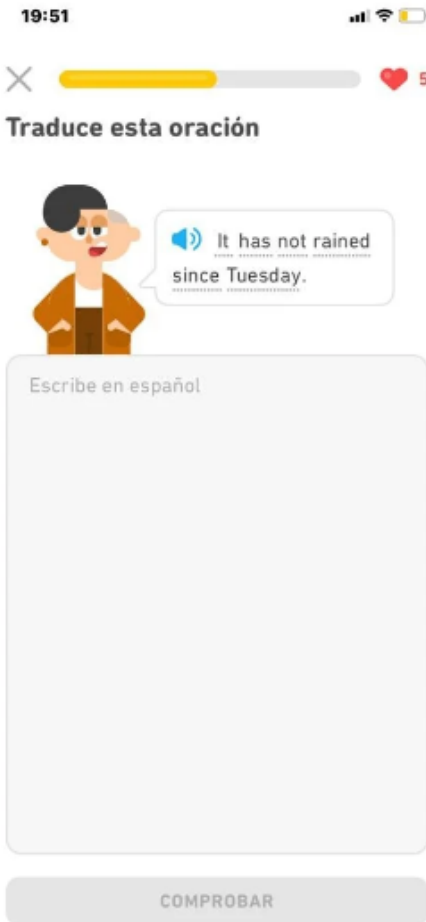 19:51
5
Traduce esta oración
It has not rained
since Tuesday.
Escribe en español
COMPROBAR